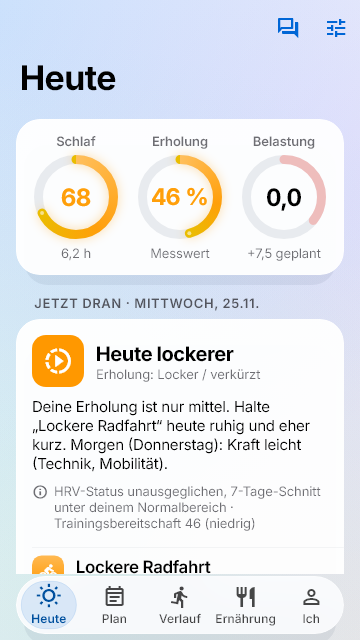 Heute
Schlaf
Erholung
Belastung
68
46 %
0,0
6,2 h
Messwert
+7,5 geplant
JETZT DRAN · MITTWOCH, 25.11.
Heute lockerer
Erholung: Locker / verkürzt
Deine Erholung ist nur mittel. Halte
„Lockere Radfahrt“ heute ruhig und eher
kurz. Morgen (Donnerstag): Kraft leicht
(Technik, Mobilität).
HRV-Status unausgeglichen, 7-Tage-Schnitt
unter deinem Normalbereich ·
Trainingsbereitschaft 46 (niedrig)
Lockere Radfahrt
Heute
Plan
Verlauf
Ernährung
Ich